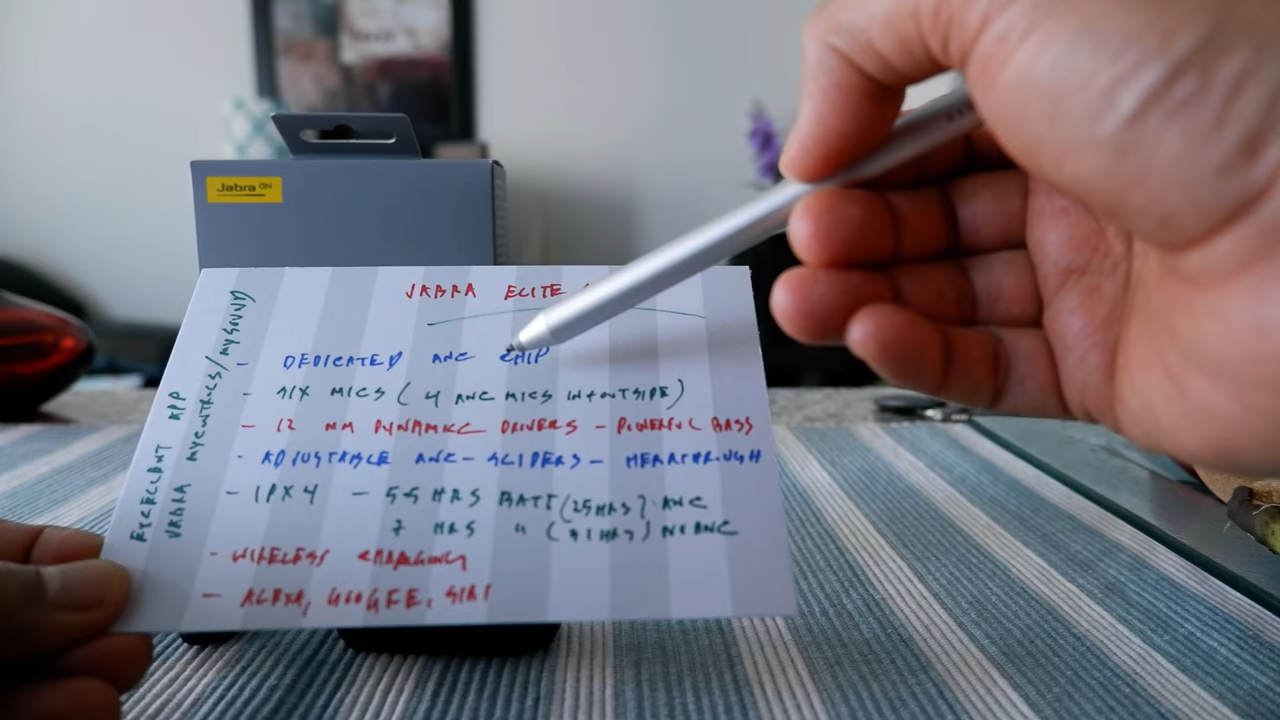 Jabra GN
JABRA ELITE
- DEDICATED ANC CHIP
- SIX MICS (4 ANC MICS IN+OUTSIDE)
- 12 MM DYNAMIC DRIVERS - POWERFUL BASS
- ADJUSTABLE ANC - SLIDERS - HEARTHROUGH
- IPX4 - 5.5 HRS BATT (25HRS) ANC
7 HRS " ( HRS) NO ANC
- WIRELESS CHARGING
- ALEXA, GOOGLE, SIRI
EXCELLENT APP
JABRA MYCONTROLS/MYSOUND